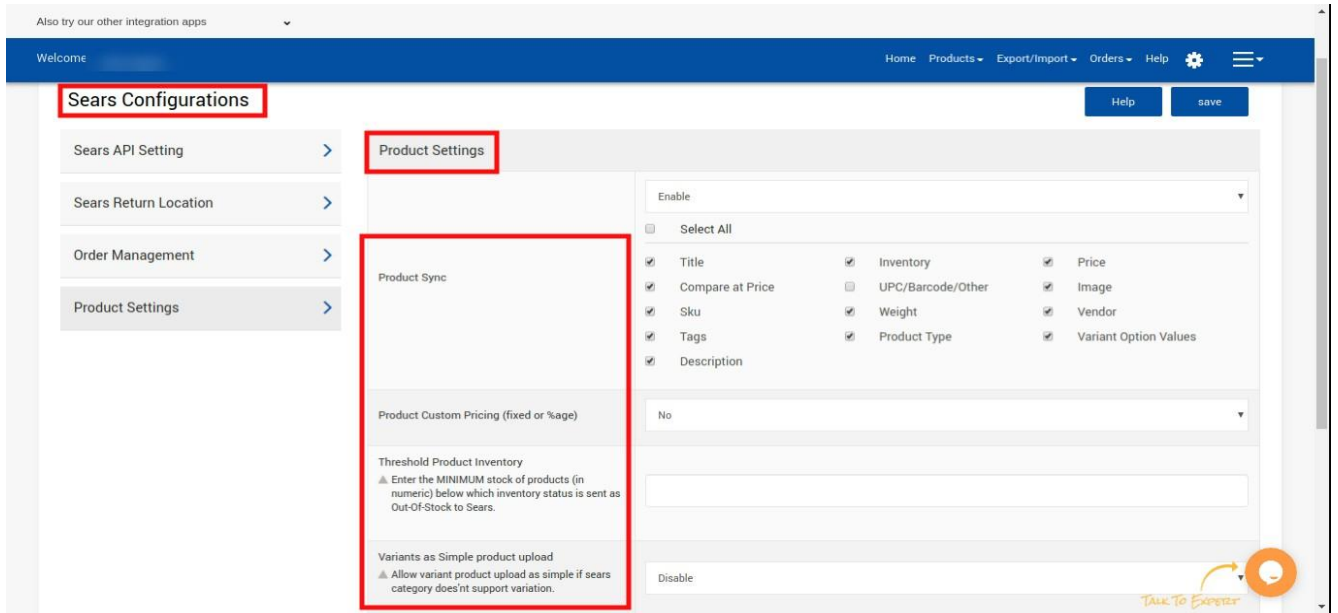 Also try our other integration apps
Welcome
Home Products Export/Import Orders Help
Sears Configurations
Help save
Sears API Setting
Sears Return Location
Order Management
Product Settings
Product Settings
Enable
Select All
Product Sync
Title Inventory Price
Compare at Price UPC/Barcode/Other Image
Sku Weight Vendor
Tags Product Type Variant Option Values
Description
Product Custom Pricing (fixed or %age)
No
Threshold Product Inventory
Enter the MINIMUM stock of products (in
numeric) below which inventory status is sent as
Out-Of-Stock to Sears.
Variants as Simple product upload
Allow variant product upload as simple if sears
category does'nt support variation.
Disable
TALK TO EXPERT